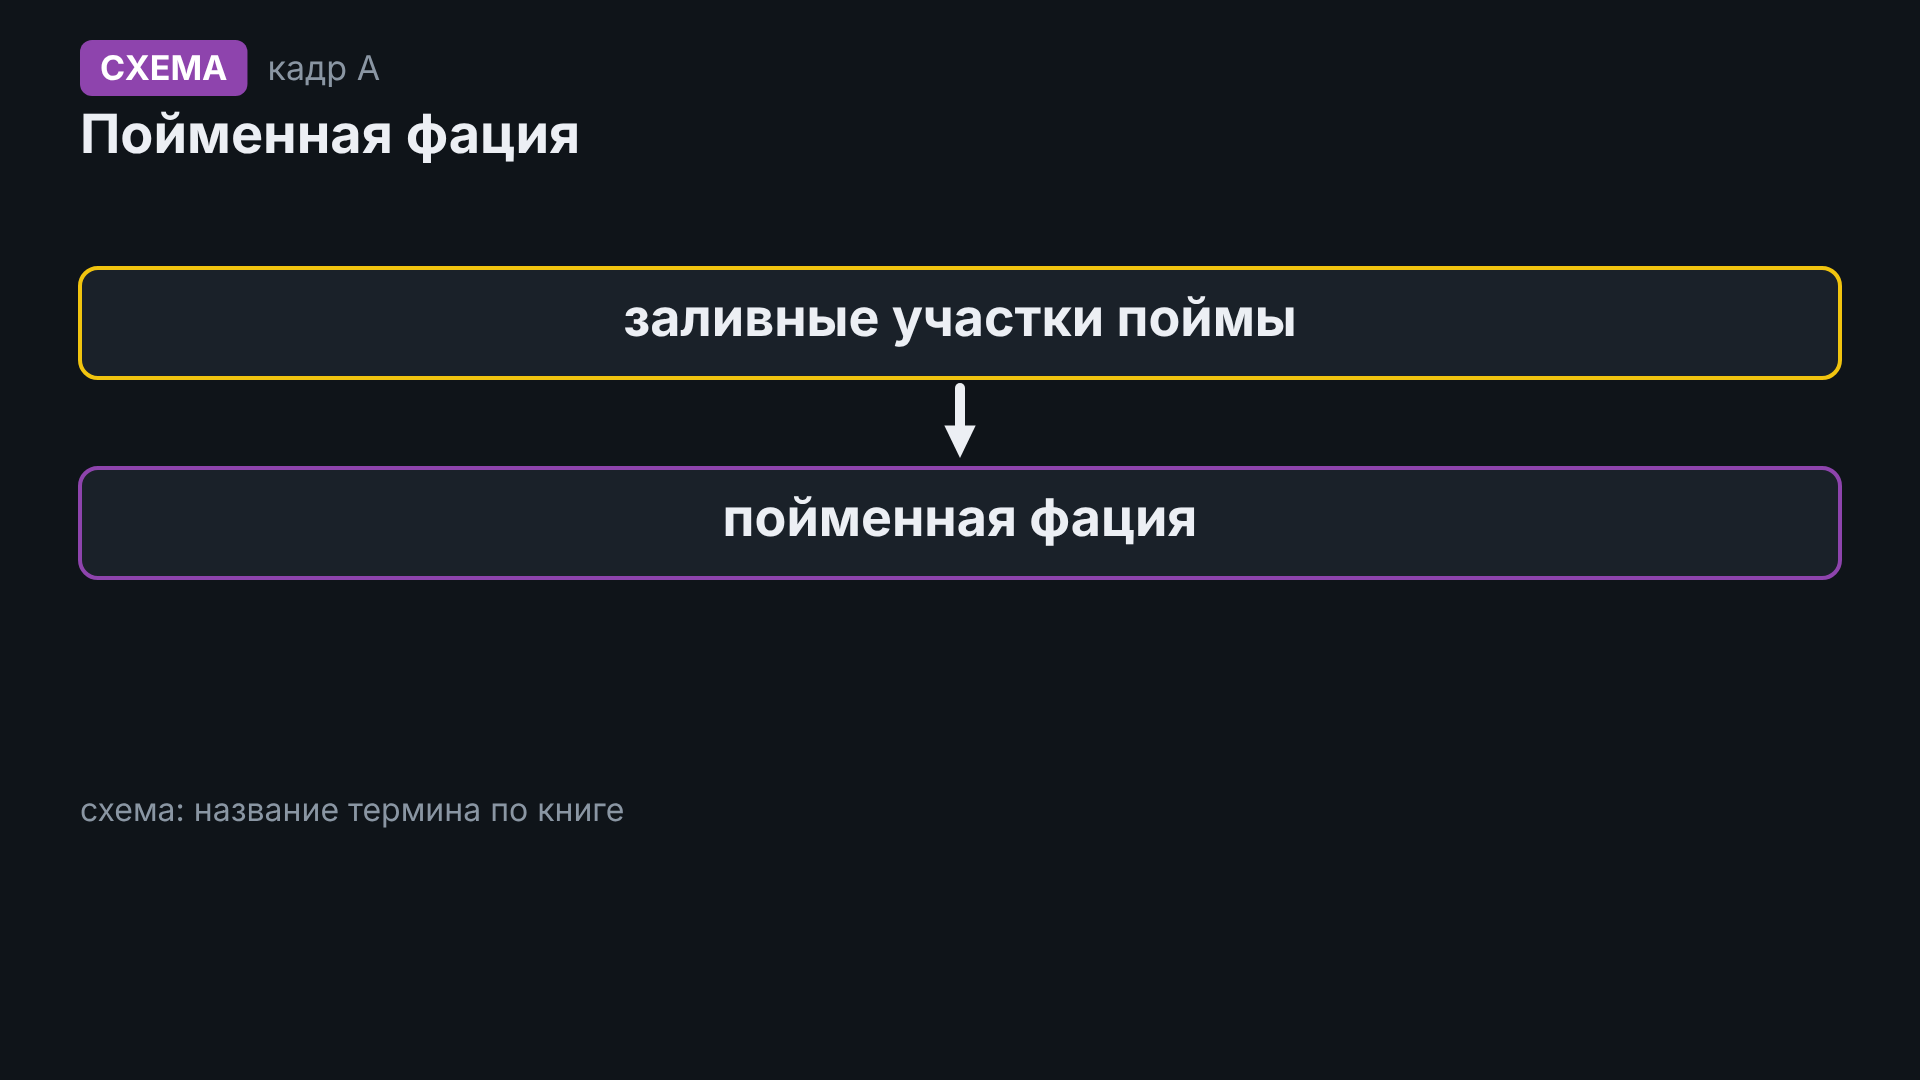 СХЕМА кадр А
Пойменная фация
заливные участки поймы
пойменная фация
схема: название термина по книге